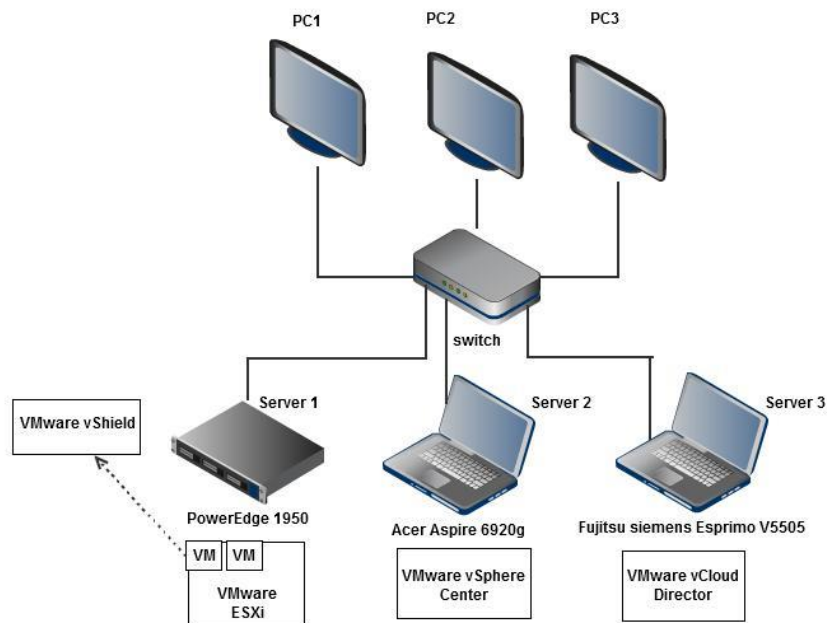 PC1
PC2
PC3
switch
Server 1
Server 2
Server 3
VMware vShield
PowerEdge 1950
Acer Aspire 6920g
Fujitsu siemens Esprimo V5505
VM
VM
VMware
ESXi
VMware vSphere
Center
VMware vCloud
Director